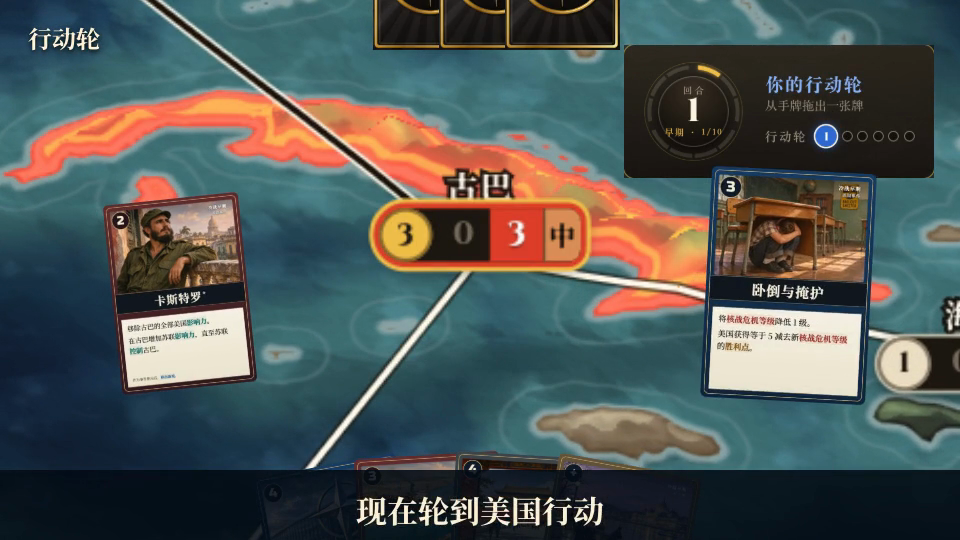 行动轮
回合
1
早期 · 1/10
你的行动轮
从手牌拖出一张牌
行动轮 1
古巴
3 0 3 中
2
卡斯特罗*
移除古巴的全部美国影响力。
在古巴增加苏联影响力，直至苏联
控制古巴。
3
卧倒与掩护
将核战危机等级降低 1 级。
美国获得等于 5 减去新核战危机等级
的胜利点。
海
1 0
4
3
4
现在轮到美国行动